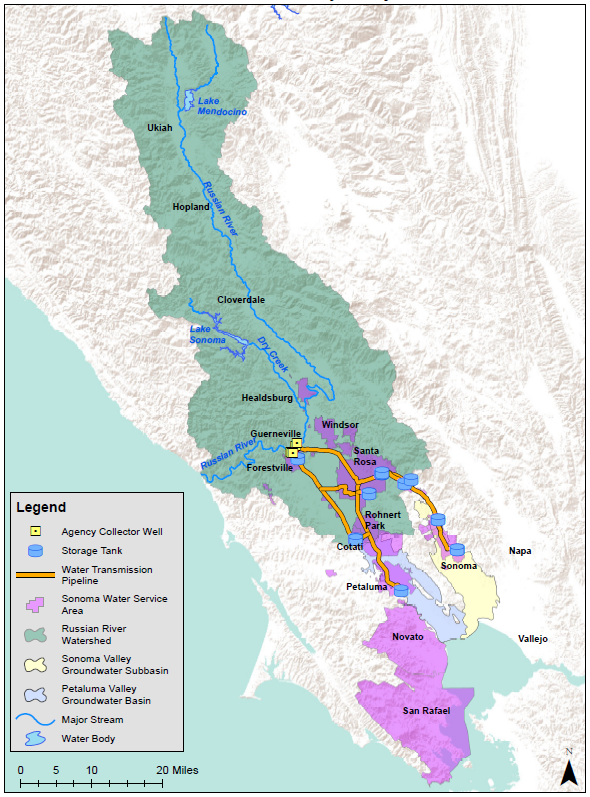 Lake
Mendocino
Ukiah
Russian River
Hopland
Cloverdale
Lake
Sonoma
Dry Creek
Healdsburg
Windsor
Guerneville
Santa
Rosa
Russian River
Forestville
Rohnert
Park
Cotati
Napa
Sonoma
Petaluma
Novato
Vallejo
San Rafael
Legend
Agency Collector Well
Storage Tank
Water Transmission
Pipeline
Sonoma Water Service
Area
Russian River
Watershed
Sonoma Valley
Groundwater Subbasin
Petaluma Valley
Groundwater Basin
Major Stream
Water Body
0 5 10 20 Miles
N